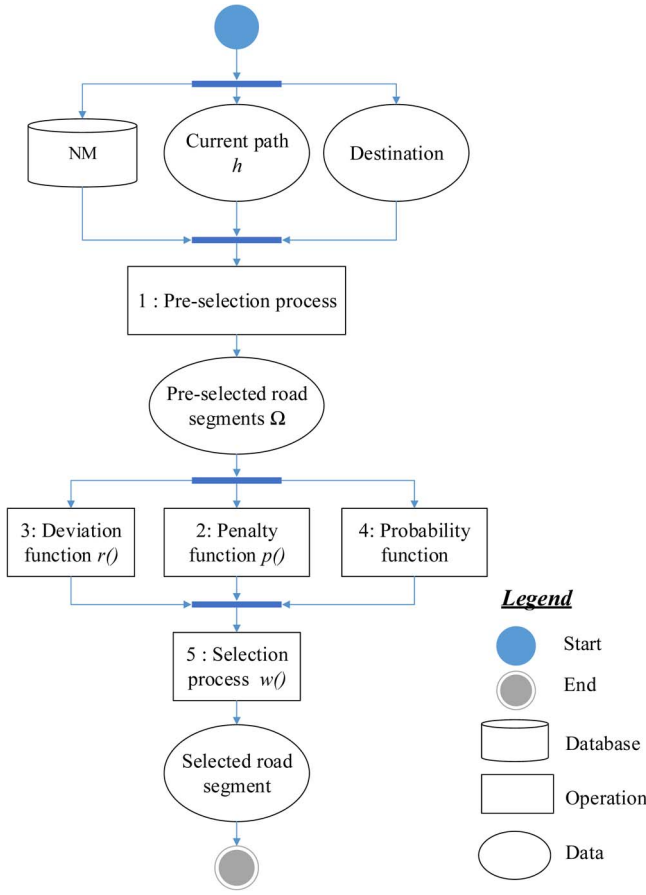 NM
Current path
h
Destination
1 : Pre-selection process
Pre-selected road
segments Ω
3: Deviation
function r()
2: Penalty
function p()
4: Probability
function
5 : Selection
process w()
Selected road
segment
Legend
Start
End
Database
Operation
Data